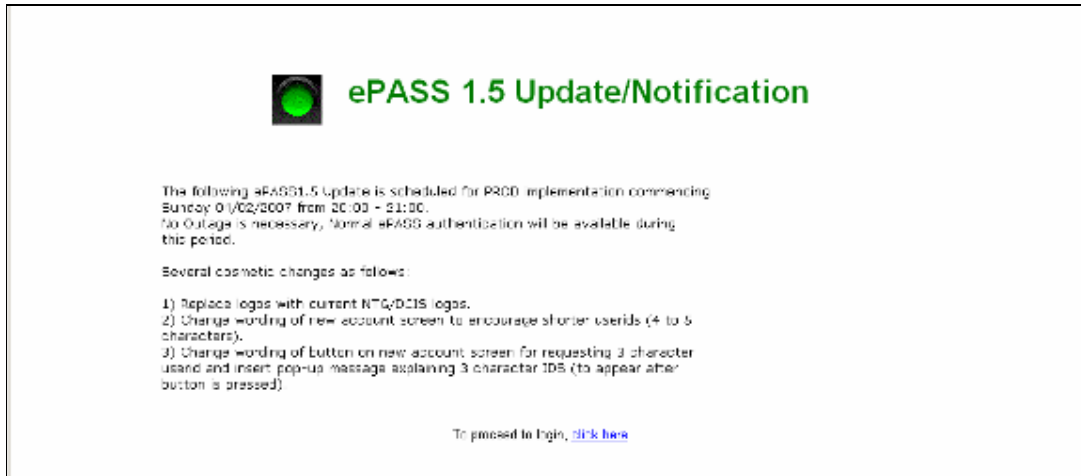 ePASS 1.5 Update/Notification
The following ePASS1.5 Update is scheduled for PROD implementation commencing
Sunday 04/02/2007 from 20:00 - 21:00.
No Outage is necessary, Normal ePASS authentication will be available during
this period.
Several cosmetic changes as follows:
1) Replace logos with current NTG/DCIS logos.
2) Change wording of new account screen to encourage shorter userids (4 to 6
characters).
3) Change wording of button on new account screen for requesting 3 character
userid and insert pop-up message explaining 3 character IDS (to appear after
button is pressed)
To proceed to login, click here